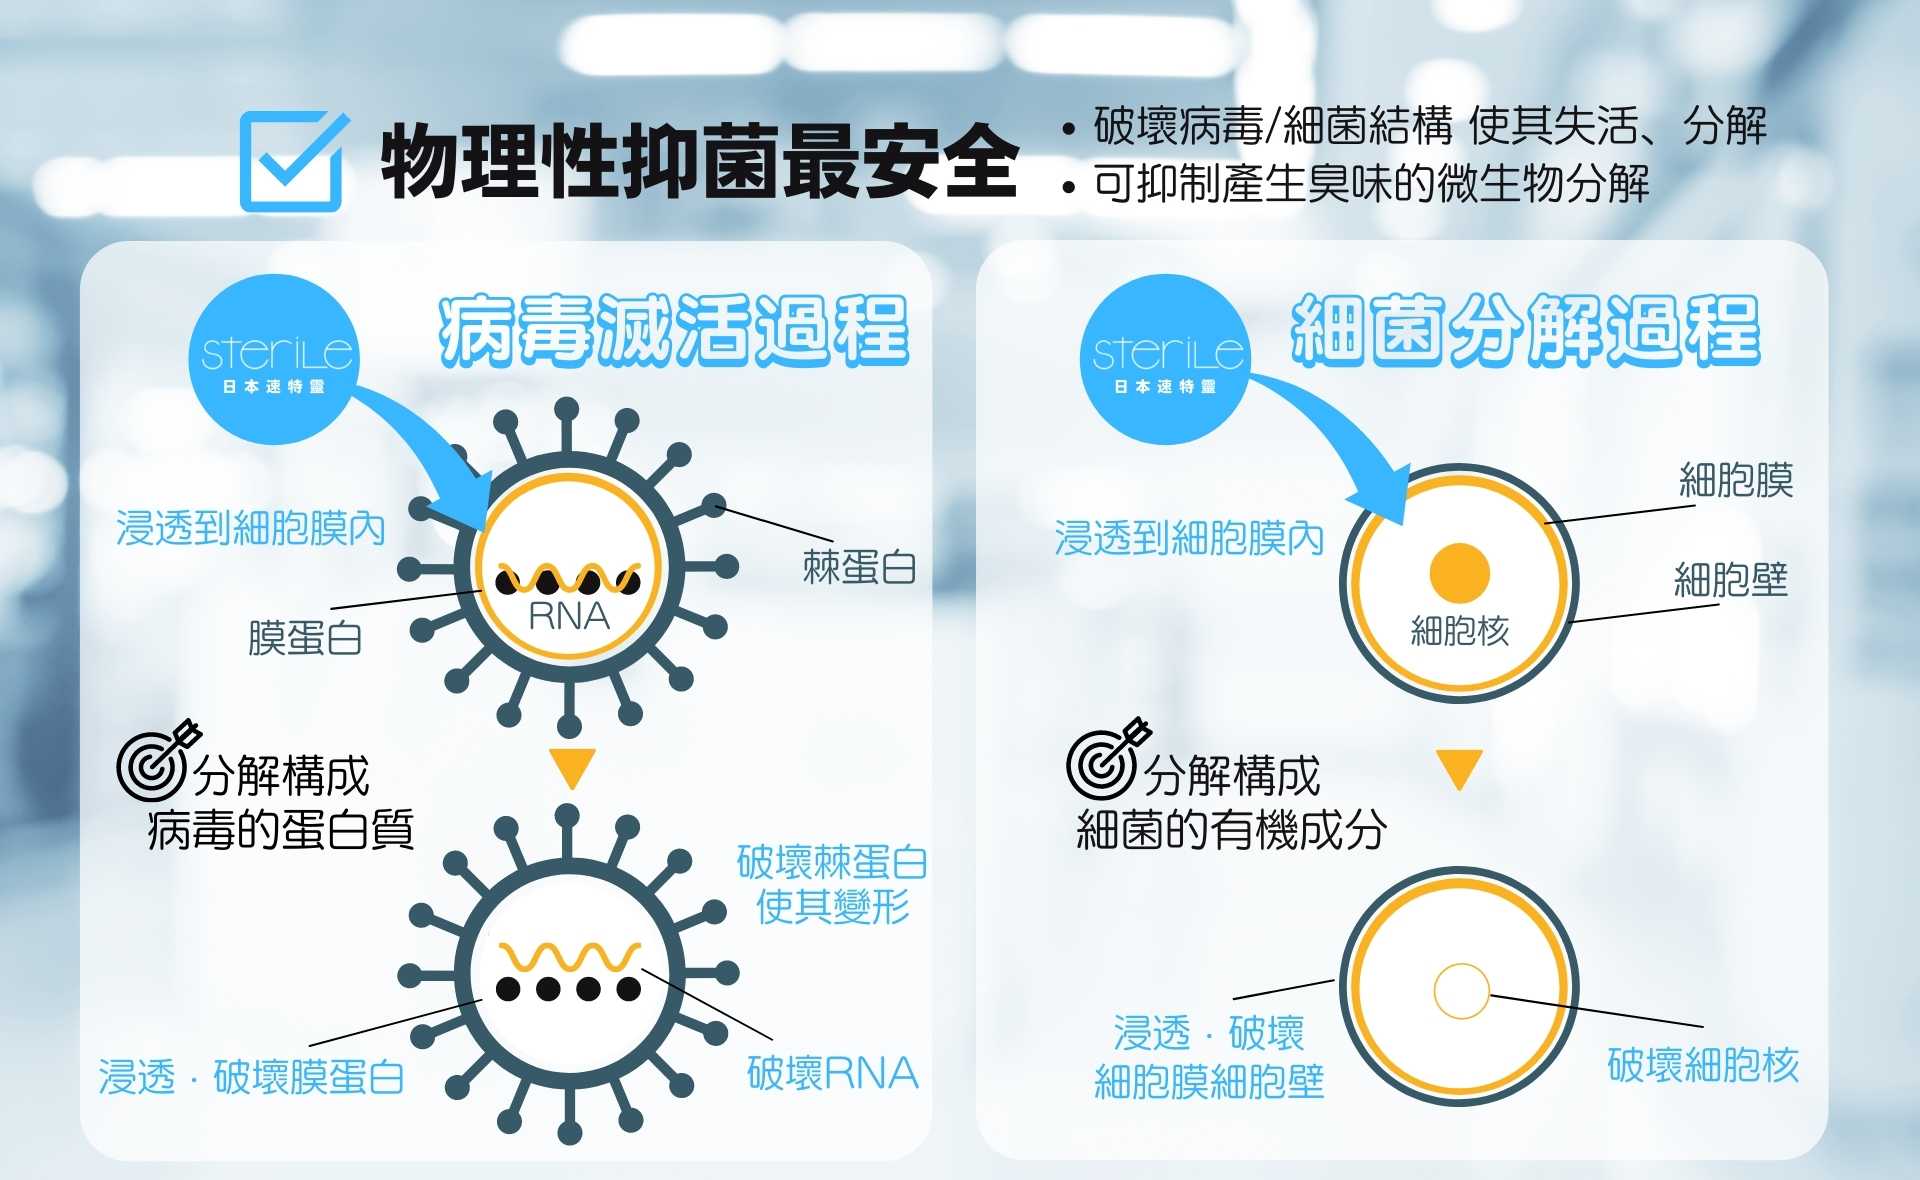 物理性抑菌最安全
• 破壞病毒/細菌結構 使其失活、分解
• 可抑制產生臭味的微生物分解
病毒滅活過程
steriLe
日本速特靈
浸透到細胞膜內
棘蛋白
RNA
膜蛋白
分解構成
病毒的蛋白質
破壞棘蛋白
使其變形
浸透・破壞膜蛋白
破壞RNA
細菌分解過程
steriLe
日本速特靈
浸透到細胞膜內
細胞膜
細胞壁
細胞核
分解構成
細菌的有機成分
浸透・破壞
細胞膜細胞壁
破壞細胞核